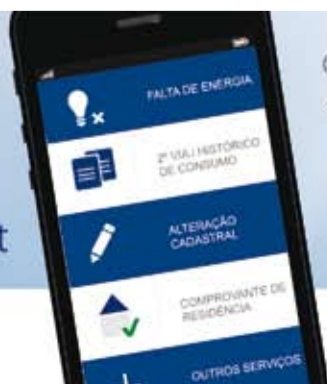 FALTA DE ENERGIA
2ª VIA / HISTÓRICO
DE CONSUMO
ALTERAÇÃO
CADASTRAL
COMPROVANTE DE
RESIDÊNCIA
OUTROS SERVIÇOS
t